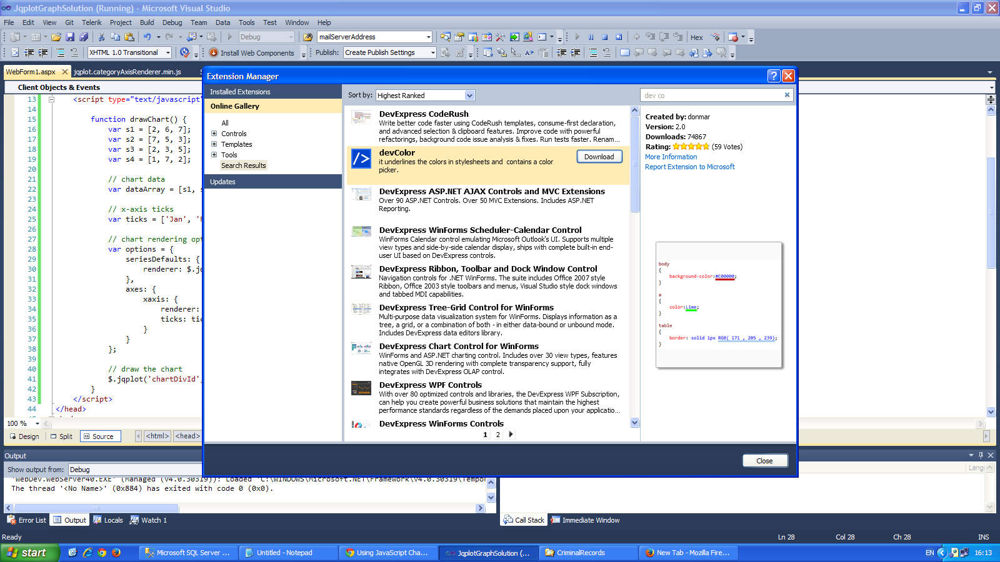 JqplotGraphSolution (Running) - Microsoft Visual Studio
File Edit View Git Telerik Project Build Debug Team Data Tools Test Window Help
Debug mailServerAddress Hex
XHTML 1.0 Transitional Install Web Components Publish: Create Publish Settings
WebForm1.aspx jqplot.categoryAxisRenderer.min.js
Client Objects & Events
13 <script type="text/javascript"
14
15 function drawChart() {
16 var s1 = [2, 6, 7];
17 var s2 = [7, 5, 3];
18 var s3 = [2, 3, 5];
19 var s4 = [1, 7, 2];
20
21 // chart data
22 var dataArray = [s1, s
23
24 // x-axis ticks
25 var ticks = ['Jan', '
26
27 // chart rendering opt
28 var options = {
29 seriesDefaults: {
30 renderer: $.jq
31 },
32 axes: {
33 xaxis: {
34 renderer:
35 ticks: tic
36 }
37 }
38 };
39
40 // draw the chart
41 $.jqplot('chartDivId',
42 }
43 </script>
44 </head>
100 %
Design Split Source <html> <head>
Extension Manager
Installed Extensions
Online Gallery
All
Controls
Templates
Tools
Search Results
Updates
Sort by: Highest Ranked
dev co
DevExpress CodeRush
Write better code faster using CodeRush templates, consume-first declaration,
and advanced selection & clipboard features. Improve code with powerful
refactorings, background code issue analysis & fixes. Run tests faster. Renam...
devColor
it underlines the colors in stylesheets and contains a color
picker.
Download
DevExpress ASP.NET AJAX Controls and MVC Extensions
Over 90 ASP.NET Controls. Over 50 MVC Extensions. Includes ASP.NET
Reporting.
DevExpress WinForms Scheduler-Calendar Control
WinForms Calendar control emulating Microsoft Outlook's UI. Supports multiple
view types and side-by-side calendar display, ships with complete built-in end-
user UI based on DevExpress controls.
DevExpress Ribbon, Toolbar and Dock Window Control
Navigation controls for .NET WinForms. The suite includes Office 2007 style
Ribbon, Office 2003 style toolbars and menus, Visual Studio style dock windows
and tabbed MDI capabilities.
DevExpress Tree-Grid Control for WinForms
Multi-purpose data visualization system for WinForms. Displays information as a
tree, a grid, or a combination of both - in either data-bound or unbound mode.
Includes DevExpress data editors library.
DevExpress Chart Control for WinForms
WinForms and ASP.NET charting control. Includes over 30 view types, features
native OpenGL 3D rendering with complete transparency support, fully
integrates with DevExpress OLAP control.
DevExpress WPF Controls
With over 80 optimized controls and libraries, the DevExpress WPF Subscription,
can help you create powerful business solutions that maintain the highest
performance standards regardless of the demands placed upon your applicatio...
DevExpress WinForms Controls
1 2
Created by: donmar
Version: 2.0
Downloads: 74867
Rating: (59 Votes)
More Information
Report Extension to Microsoft
body
{
background-color:#C00000;
}
a
{
color:Lime;
}
table
{
border: solid 1px RGB( 171 , 205 , 239);
}
Close
Output
Show output from: Debug
'WebDev.WebServer40.EXE' (Managed (v4.0.30319)): Loaded 'C:\WINDOWS\Microsoft.NET\Framework\v4.0.30319\Tempor
The thread '<No Name>' (0x884) has exited with code 0 (0x0).
Lang
Error List Output Locals Watch 1
Call Stack Immediate Window
Ready Ln 28 Col 28 Ch 28 INS
start Microsoft SQL Server ... Untitled - Notepad Using JavaScript Cha... JqplotGraphSolution (... CriminalRecords New Tab - Mozilla Fire... EN 16:13